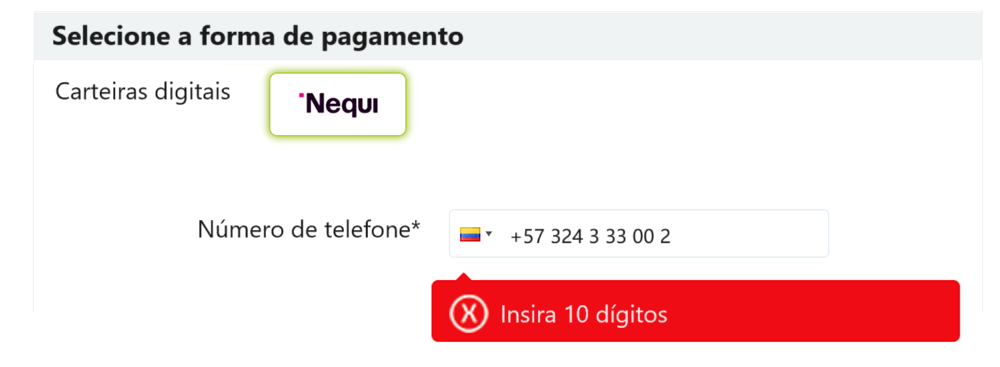 Selecione a forma de pagamento
Carteiras digitais
Nequi
Número de telefone*
+57 324 3 33 00 2
Insira 10 dígitos